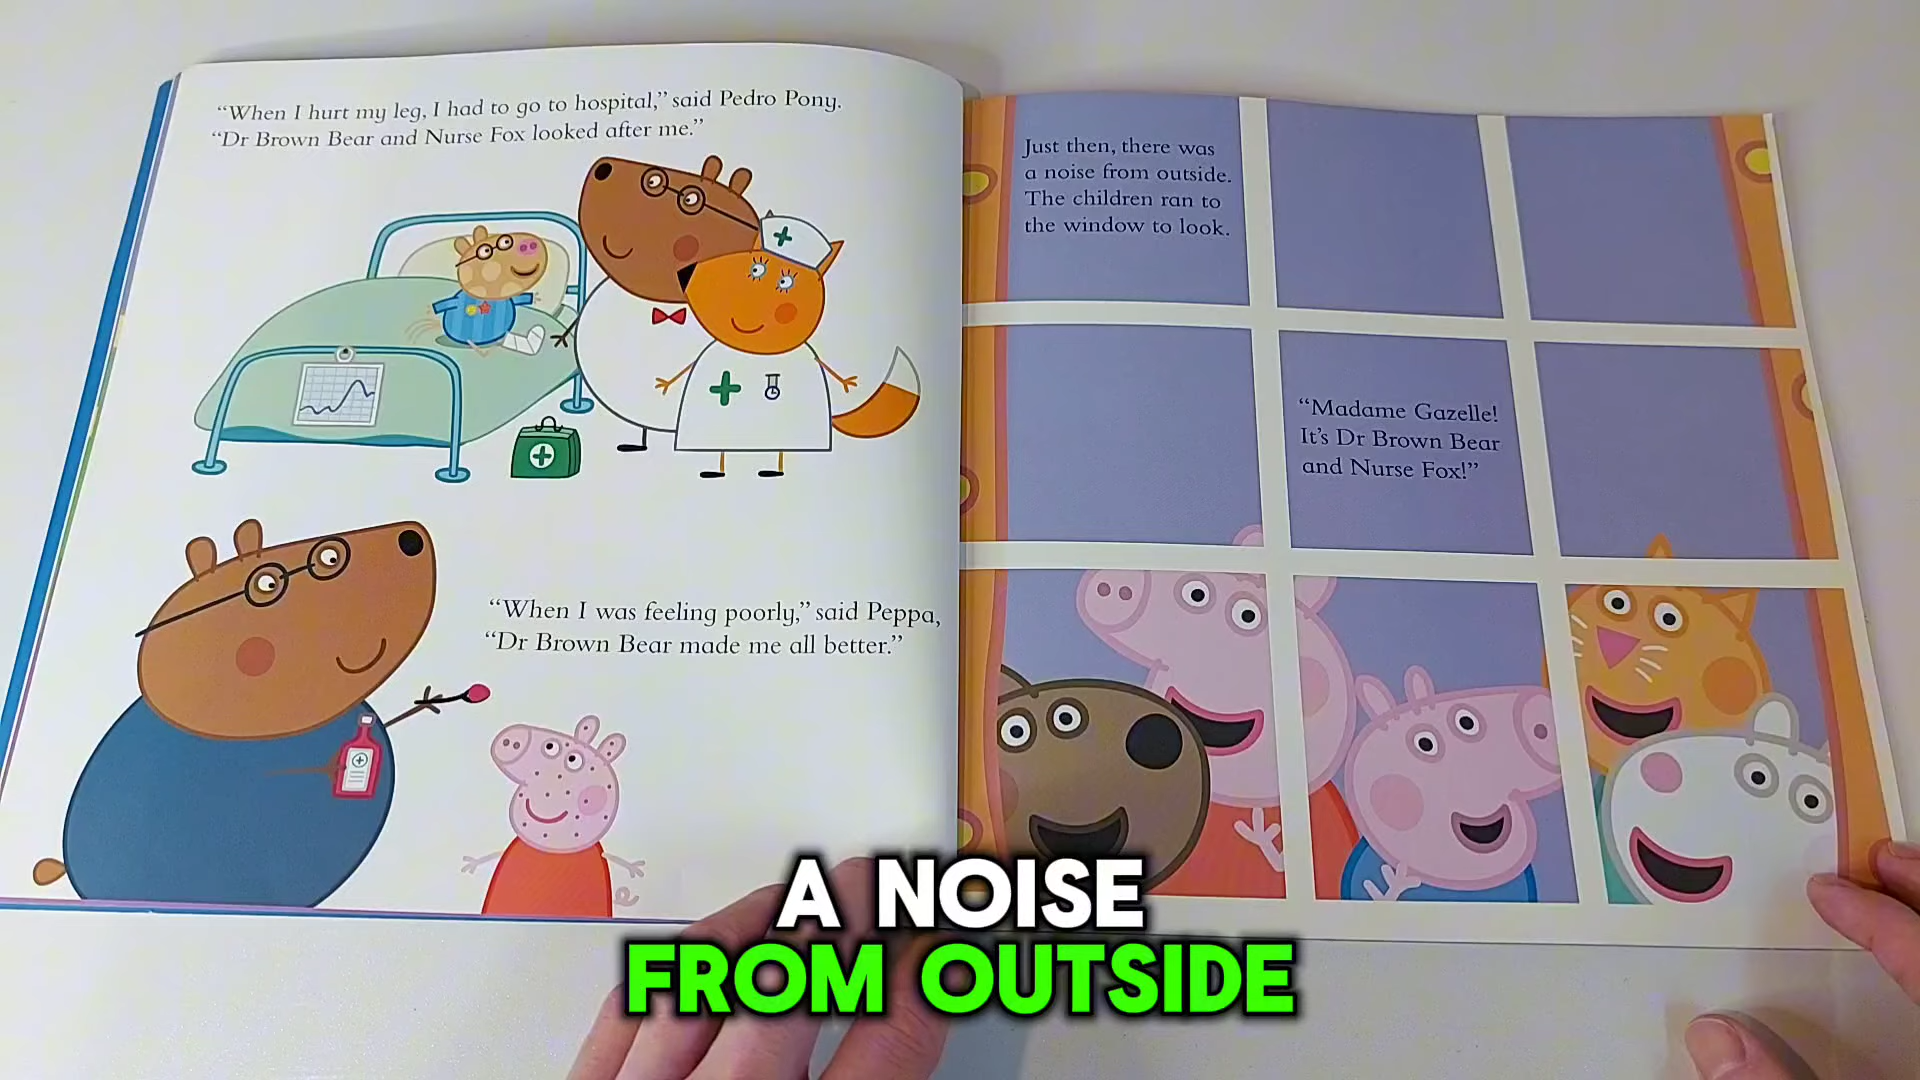 “When I hurt my leg, I had to go to hospital,” said Pedro Pony.
“Dr Brown Bear and Nurse Fox looked after me.”
“When I was feeling poorly,” said Peppa,
“Dr Brown Bear made me all better.”
Just then, there was
a noise from outside.
The children ran to
the window to look.
“Madame Gazelle!
It’s Dr Brown Bear
and Nurse Fox!”
A NOISE
FROM OUTSIDE